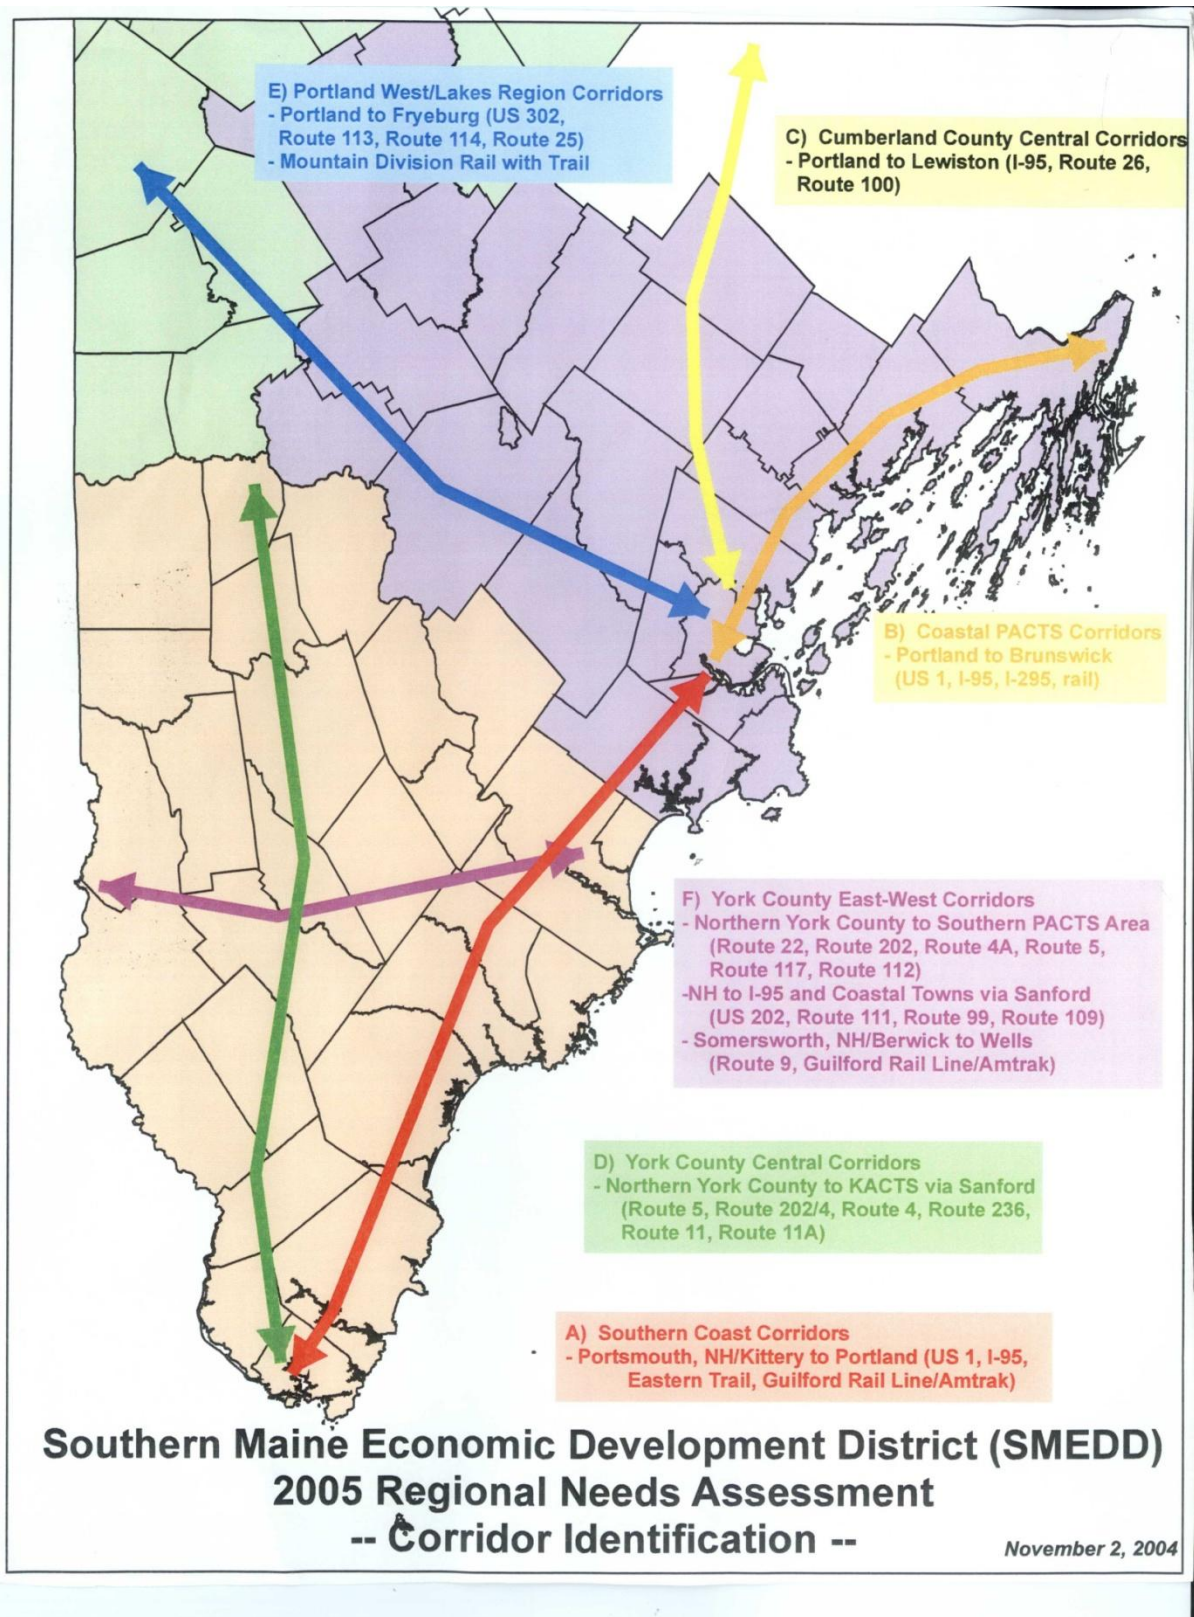 E) Portland West/Lakes Region Corridors
- Portland to Fryeburg (US 302,
Route 113, Route 114, Route 25)
- Mountain Division Rail with Trail
C) Cumberland County Central Corridors
- Portland to Lewiston (I-95, Route 26,
Route 100)
B) Coastal PACTS Corridors
- Portland to Brunswick
(US 1, I-95, I-295, rail)
F) York County East-West Corridors
- Northern York County to Southern PACTS Area
(Route 22, Route 202, Route 4A, Route 5,
Route 117, Route 112)
-NH to I-95 and Coastal Towns via Sanford
(US 202, Route 111, Route 99, Route 109)
- Somersworth, NH/Berwick to Wells
(Route 9, Guilford Rail Line/Amtrak)
D) York County Central Corridors
- Northern York County to KACTS via Sanford
(Route 5, Route 202/4, Route 4, Route 236,
Route 11, Route 11A)
A) Southern Coast Corridors
- Portsmouth, NH/Kittery to Portland (US 1, I-95,
Eastern Trail, Guilford Rail Line/Amtrak)
Southern Maine Economic Development District (SMEDD)
2005 Regional Needs Assessment
-- Corridor Identification --
November 2, 2004